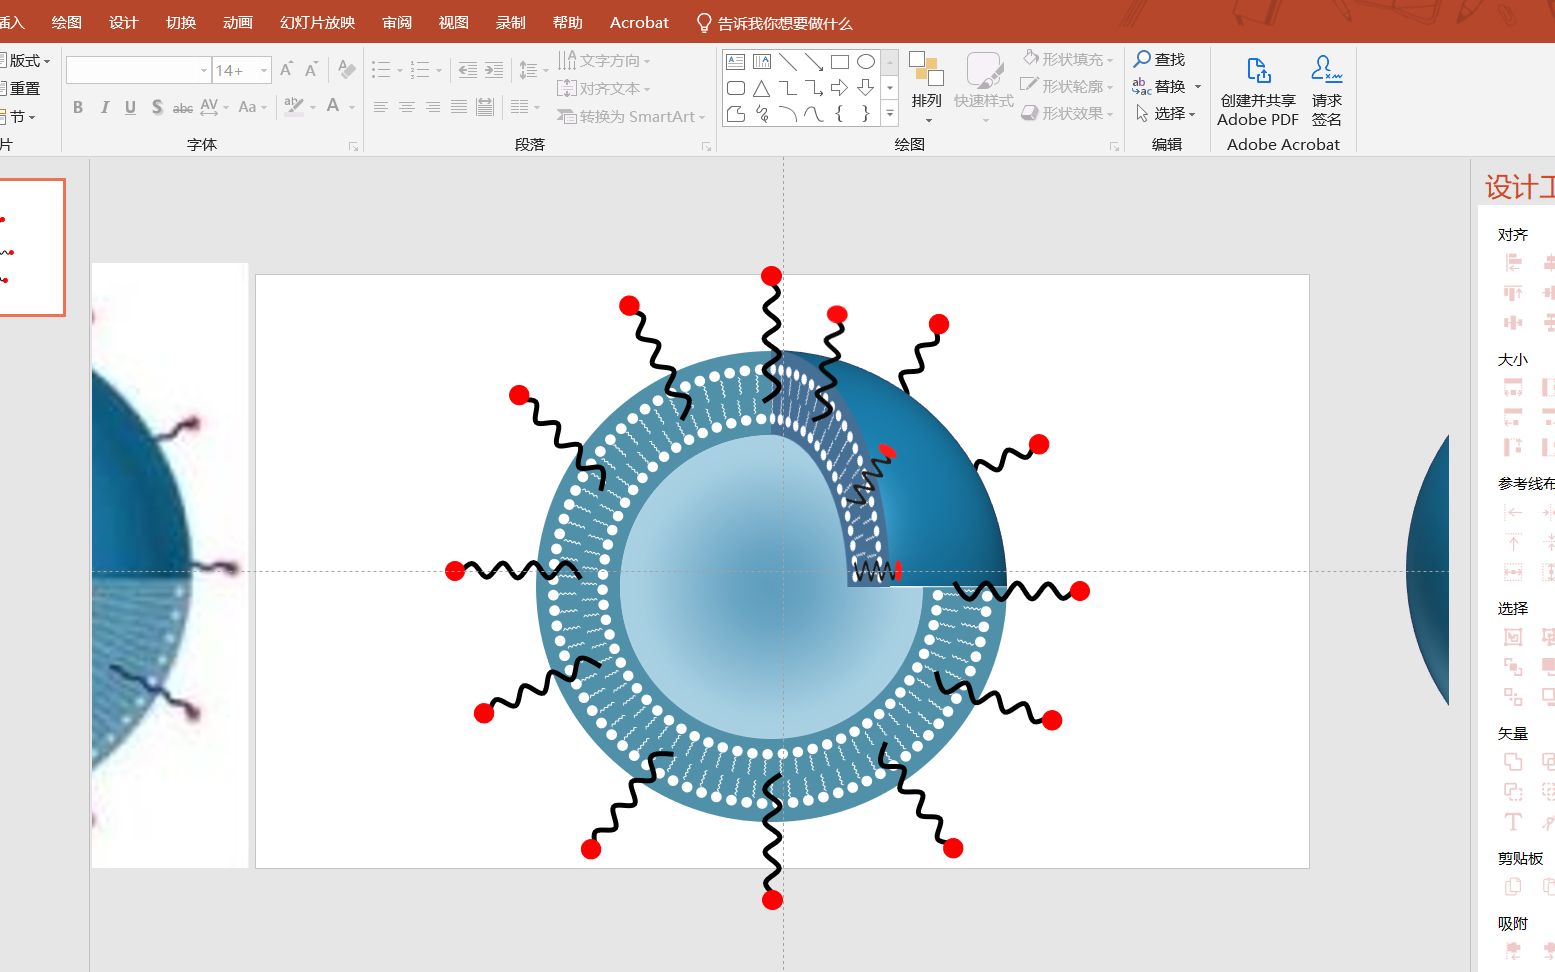 插入 绘图 设计 切换 动画 幻灯片放映 审阅 视图 录制 帮助 Acrobat 告诉我你想要做什么
版式
重置
节
片
14+ A A A
B I U S abc AV Aa ab A
字体
文字方向
对齐文本
转换为 SmartArt
段落
排列
快速样式
形状填充
形状轮廓
形状效果
绘图
查找
替换
选择
编辑
创建并共享
Adobe PDF
请求
签名
Adobe Acrobat
设计工
对齐
大小
参考线布
选择
矢量
剪贴板
吸附